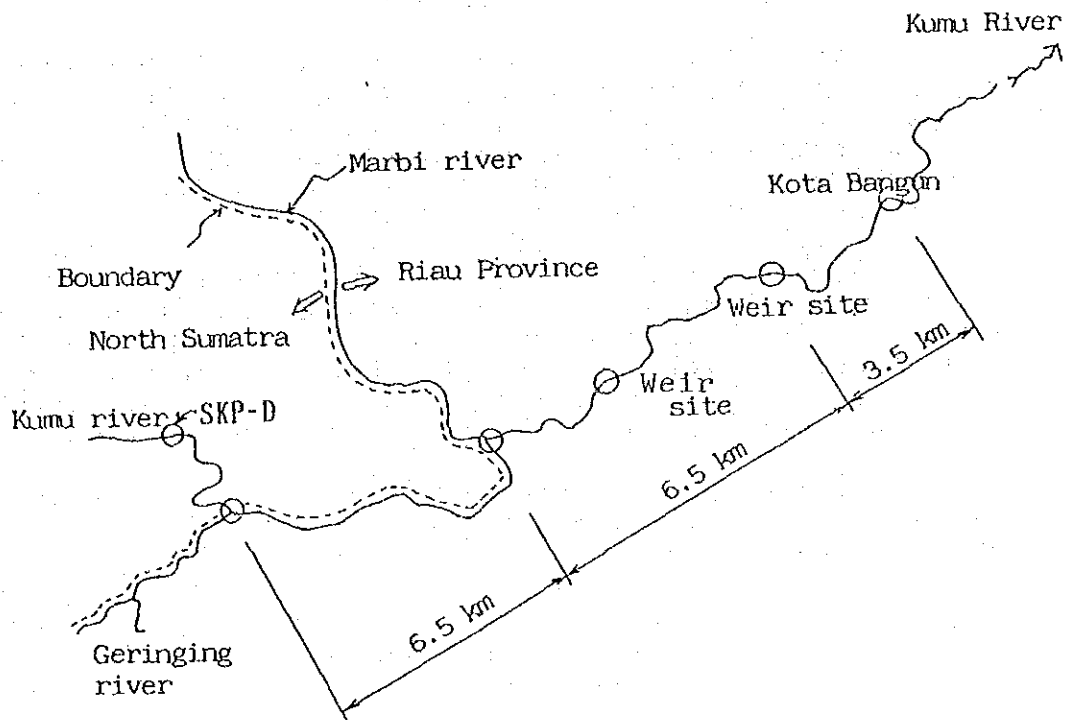 Kumu River
Marbi river
Kota Bangun
Boundary
Riau Province
North Sumatra
Weir site
3.5 km
Weir
site
Kumu river
SKP-D
6.5 km
6.5 km
Geringing
river